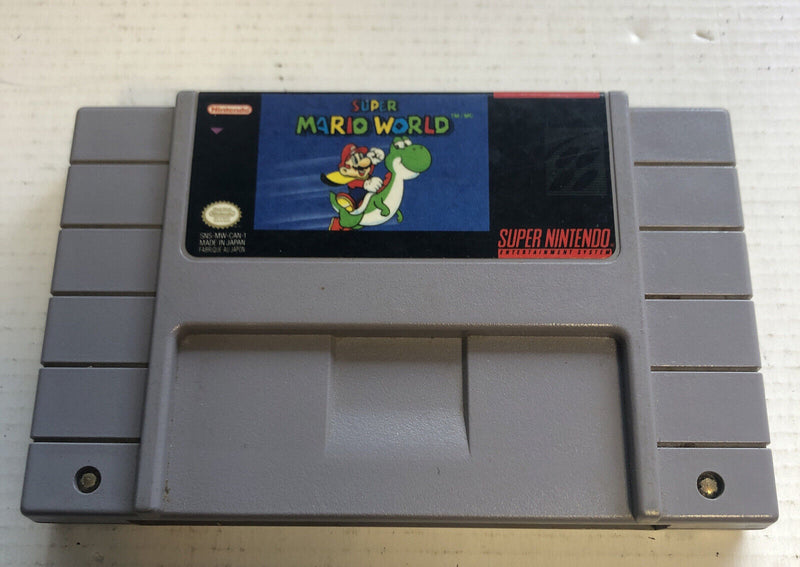 Nintendo
SUPER
MARIO WORLD
TM/MC
SNS-MW-CAN-1
MADE IN JAPAN
FABRIQUÉ AU JAPON
SUPER NINTENDO
ENTERTAINMENT SYSTEM